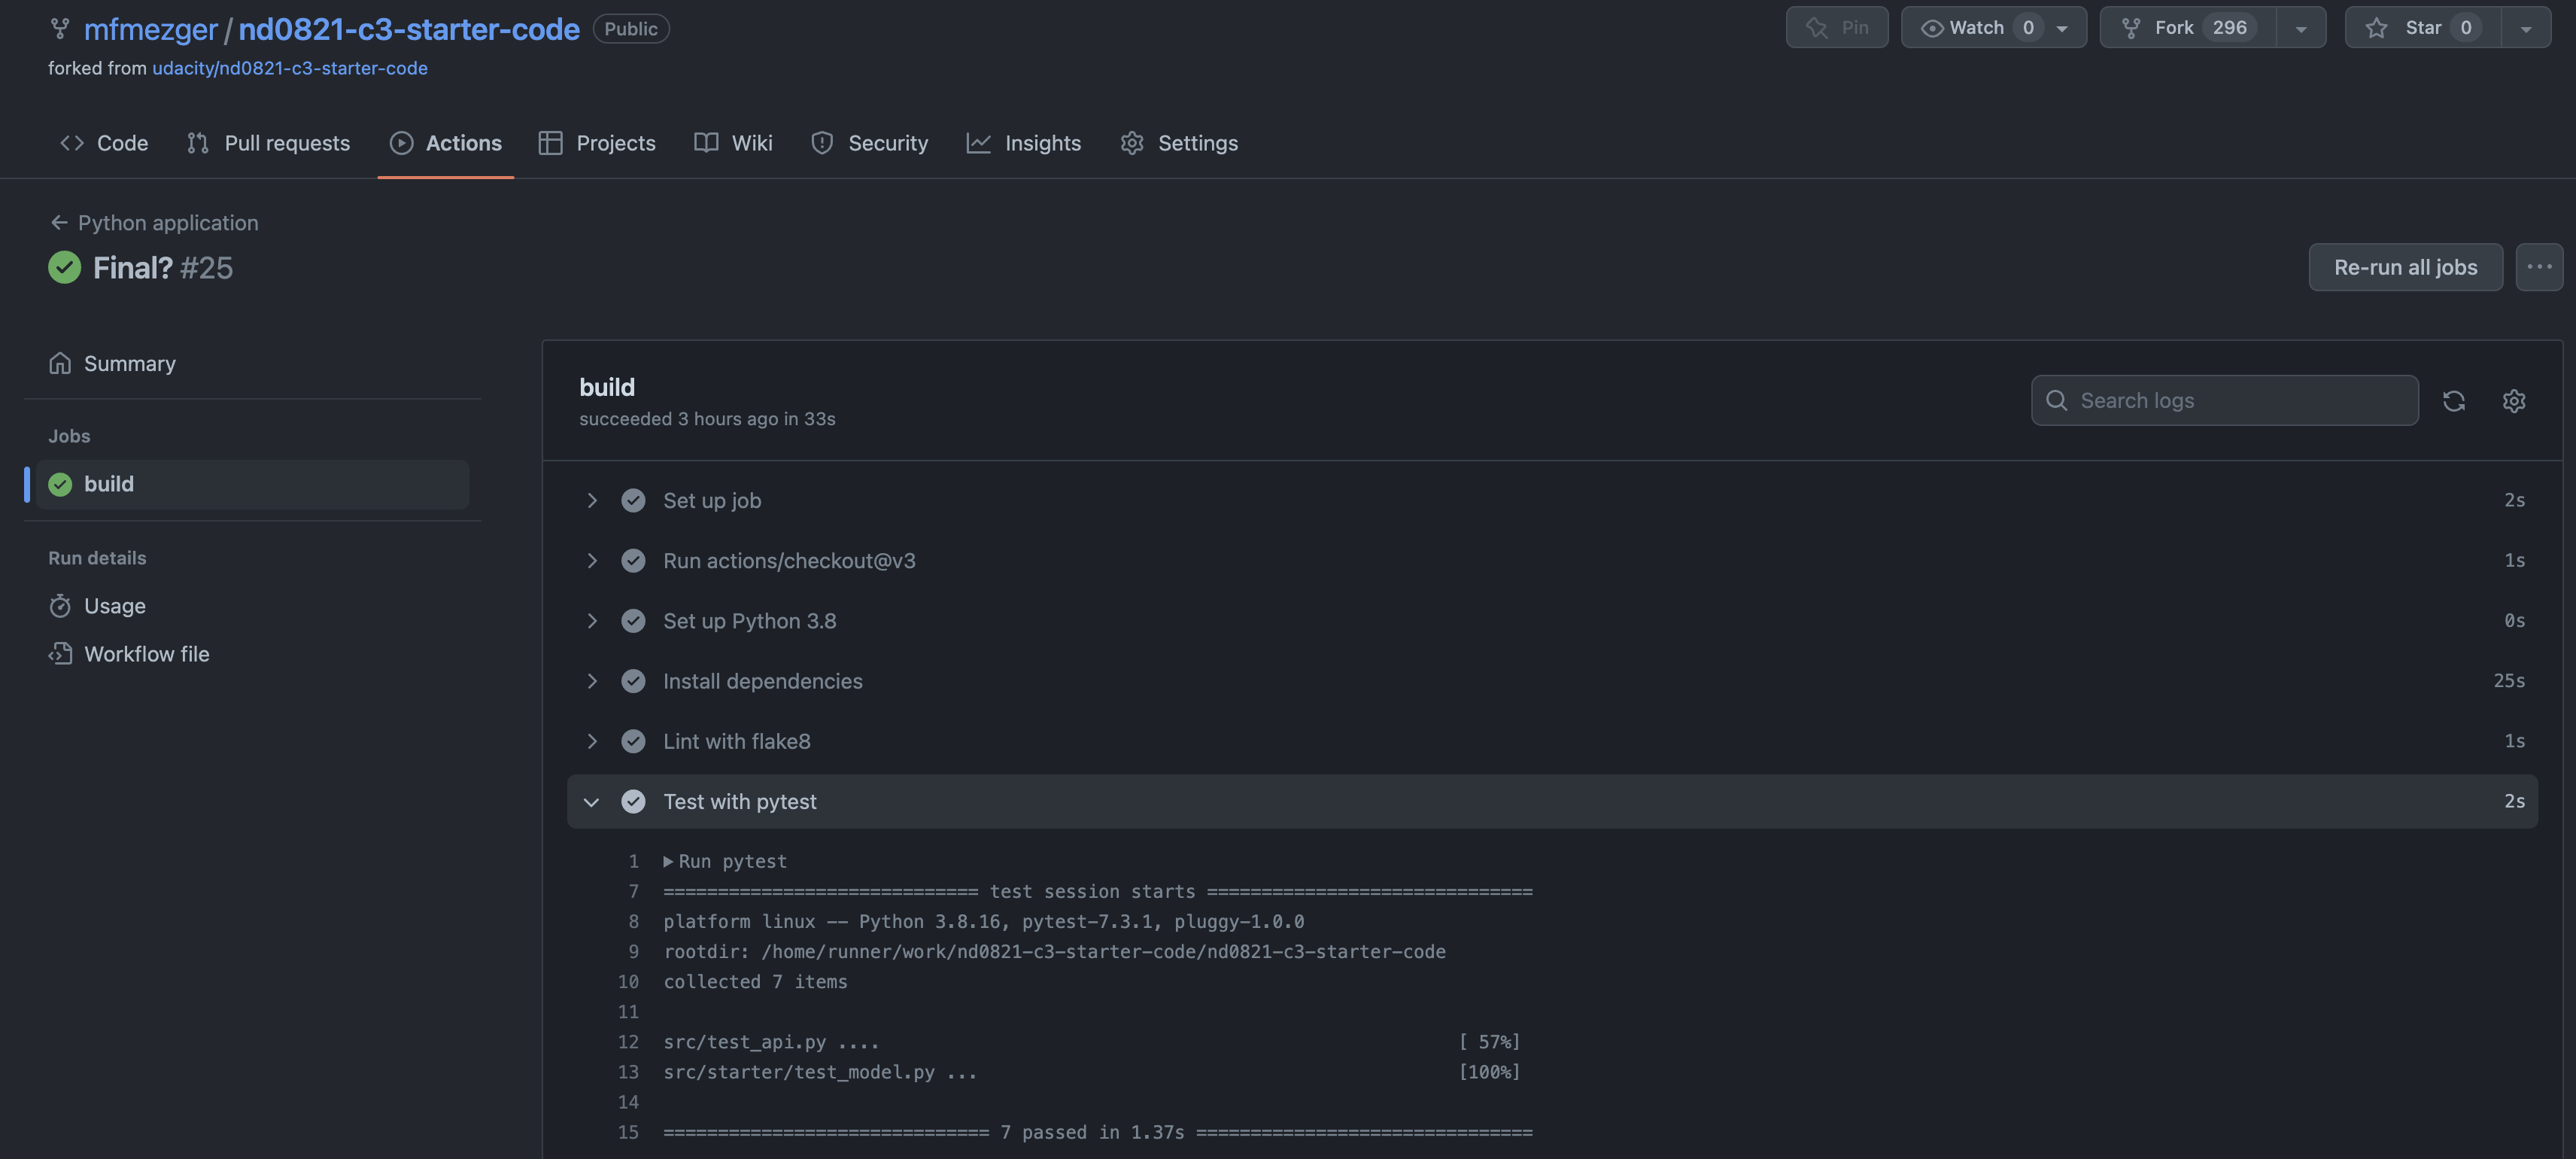 mfmezger / nd0821-c3-starter-code Public Pin Watch 0 Fork 296 Star 0
forked from udacity/nd0821-c3-starter-code
Code Pull requests Actions Projects Wiki Security Insights Settings
← Python application
Final? #25
Re-run all jobs ...
Summary
Jobs
build
Run details
Usage
Workflow file
build
succeeded 3 hours ago in 33s
Search logs
Set up job 2s
Run actions/checkout@v3 1s
Set up Python 3.8 0s
Install dependencies 25s
Lint with flake8 1s
Test with pytest 2s
1 ▶ Run pytest
7 ============================= test session starts ==============================
8 platform linux -- Python 3.8.16, pytest-7.3.1, pluggy-1.0.0
9 rootdir: /home/runner/work/nd0821-c3-starter-code/nd0821-c3-starter-code
10 collected 7 items
11
12 src/test_api.py .... [ 57%]
13 src/starter/test_model.py ... [100%]
14
15 ============================== 7 passed in 1.37s ===============================